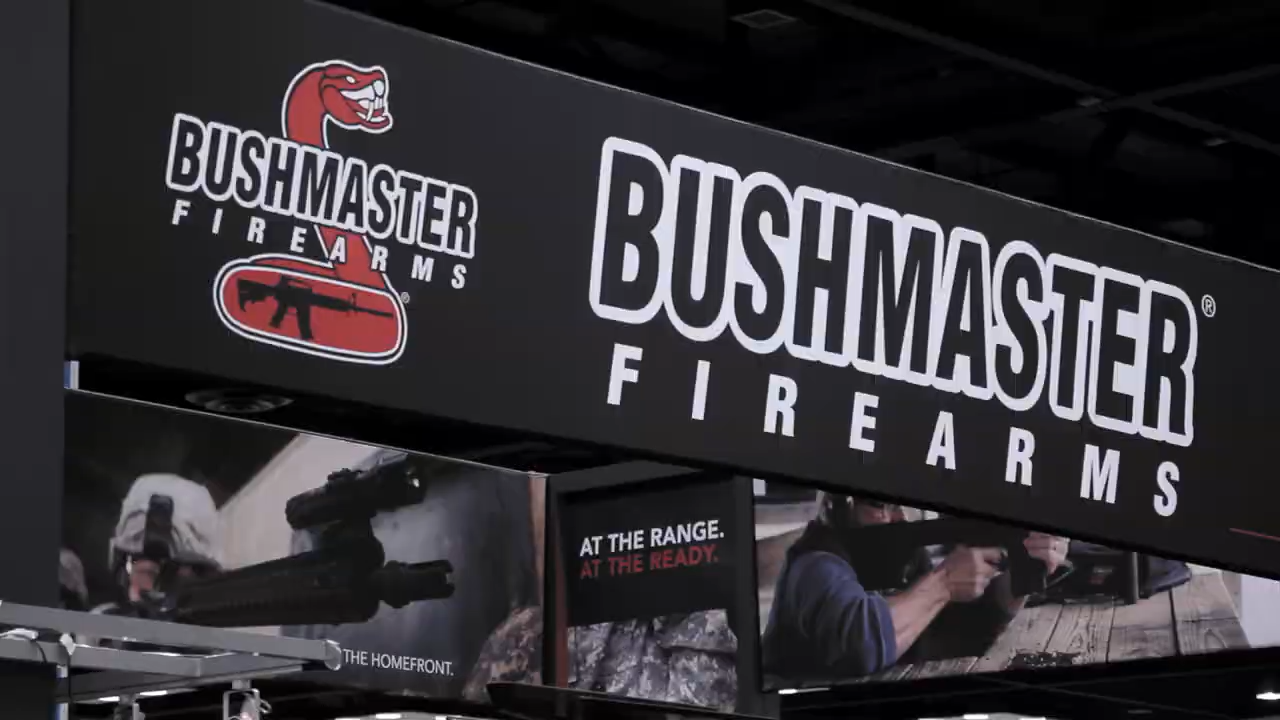 BUSHMASTER
FIREARMS
®
BUSHMASTER®
FIREARMS
AT THE RANGE.
AT THE READY.
THE HOMEFRONT.